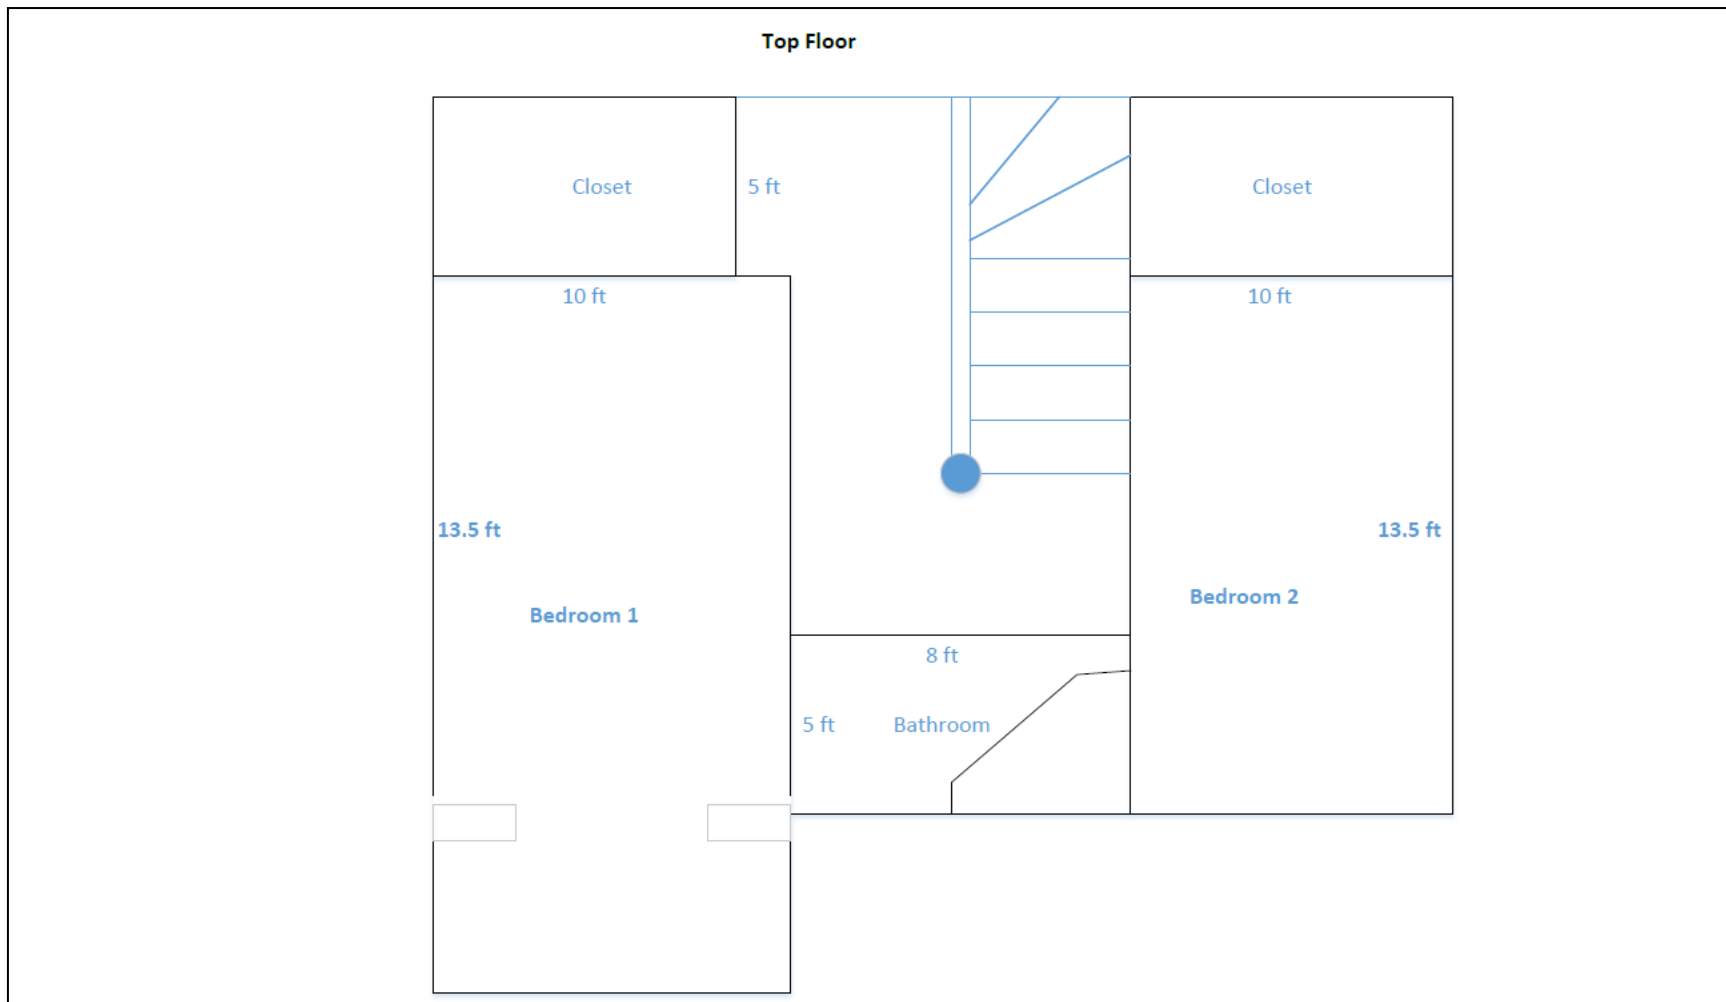 Top Floor
Closet
5 ft
Closet
10 ft
10 ft
13.5 ft
13.5 ft
Bedroom 1
Bedroom 2
8 ft
5 ft
Bathroom